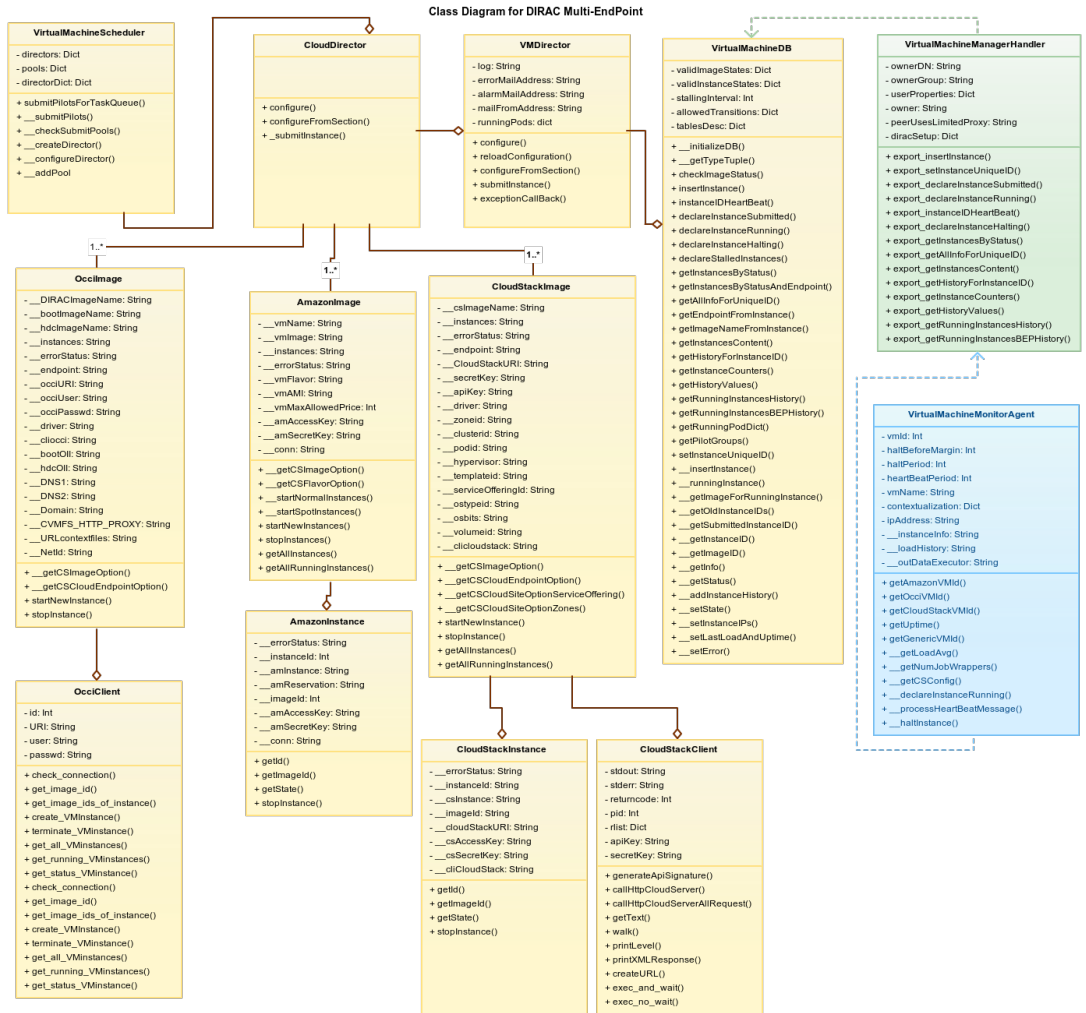 Class Diagram for DIRAC Multi-EndPoint
VirtualMachineScheduler
- directors: Dict
- pools: Dict
- directorDict: Dict
+ submitPilotsForTaskQueue()
+ __submitPilots()
+ __checkSubmitPools()
+ __createDirector()
+ __configureDirector()
+ __addPool
CloudDirector
+ configure()
+ configureFromSection()
+ _submitInstance()
VMDirector
- log: String
- errorMailAddress: String
- alarmMailAddress: String
- mailFromAddress: String
- runningPods: dict
+ configure()
+ reloadConfiguration()
+ configureFromSection()
+ submitInstance()
+ exceptionCallBack()
VirtualMachineDB
- validImageStates: Dict
- validInstanceStates: Dict
- stallingInterval: Int
- allowedTransitions: Dict
- tablesDesc: Dict
+ __initializeDB()
+ __getTypeTuple()
+ checkImageStatus()
+ insertInstance()
+ instanceIDHeartBeat()
+ declareInstanceSubmitted()
+ declareInstanceRunning()
+ declareInstanceHalting()
+ declareStalledInstances()
+ getInstancesByStatus()
+ getInstancesByStatusAndEndpoint()
+ getAllInfoForUniqueID()
+ getEndpointFromInstance()
+ getImageNameFromInstance()
+ getInstancesContent()
+ getHistoryForInstanceID()
+ getInstanceCounters()
+ getHistoryValues()
+ getRunningInstancesHistory()
+ getRunningInstancesBEPHistory()
+ getRunningPodDict()
+ getPilotGroups()
+ setInstanceUniqueID()
+ __insertInstance()
+ __runningInstance()
+ __getImageForRunningInstance()
+ __getOldInstanceIDs()
+ __getSubmittedInstanceID()
+ __getInstanceID()
+ __getImageID()
+ __getInfo()
+ __getStatus()
+ __addInstanceHistory()
+ __setState()
+ __setInstanceIPs()
+ __setLastLoadAndUptime()
+ __setError()
VirtualMachineManagerHandler
- ownerDN: String
- ownerGroup: String
- userProperties: Dict
- owner: String
- peerUsesLimitedProxy: String
- diracSetup: Dict
+ export_insertInstance()
+ export_setInstanceUniqueID()
+ export_declareInstanceSubmitted()
+ export_declareInstanceRunning()
+ export_instanceIDHeartBeat()
+ export_declareInstanceHalting()
+ export_getInstancesByStatus()
+ export_getAllInfoForUniqueID()
+ export_getInstancesContent()
+ export_getHistoryForInstanceID()
+ export_getInstanceCounters()
+ export_getHistoryValues()
+ export_getRunningInstancesHistory()
+ export_getRunningInstancesBEPHistory()
1..*
1..*
1..*
OcciImage
- __DIRACImageName: String
- __bootImageName: String
- __hdcImageName: String
- __instances: String
- __errorStatus: String
- __endpoint: String
- __occiURI: String
- __occiUser: String
- __occiPasswd: String
- __driver: String
- __cliocci: String
- __bootOII: String
- __hdcOII: String
- __DNS1: String
- __DNS2: String
- __Domain: String
- __CVMFS_HTTP_PROXY: String
- __URLcontextfiles: String
- __NetId: String
+ __getCSImageOption()
+ __getCSCloudEndpointOption()
+ startNewInstance()
+ stopInstance()
AmazonImage
- __vmName: String
- __vmImage: String
- __instances: String
- __errorStatus: String
- __vmFlavor: String
- __vmAMI: String
- __vmMaxAllowedPrice: Int
- __amAccessKey: String
- __amSecretKey: String
- __conn: String
+ __getCSImageOption()
+ __getCSFlavorOption()
+ __startNormalInstances()
+ __startSpotInstances()
+ startNewInstances()
+ stopInstances()
+ getAllInstances()
+ getAllRunningInstances()
CloudStackImage
- __csImageName: String
- __instances: String
- __errorStatus: String
- __endpoint: String
- __CloudStackURI: String
- __secretKey: String
- __apiKey: String
- __driver: String
- __zoneid: String
- __clusterid: String
- __podid: String
- __hypervisor: String
- __templateid: String
- __serviceOfferingId: String
- __ostypeid: String
- __osbits: String
- __volumeid: String
- __clicloudstack: String
+ __getCSImageOption()
+ __getCSCloudEndpointOption()
+ __getCSCloudSiteOptionServiceOffering()
+ __getCSCloudSiteOptionZones()
+ startNewInstance()
+ stopInstance()
+ getAllInstances()
+ getAllRunningInstances()
VirtualMachineMonitorAgent
- vmId: Int
- haltBeforeMargin: Int
- haltPeriod: Int
- heartBeatPeriod: Int
- vmName: String
- contextualization: Dict
- ipAddress: String
- __instanceInfo: String
- __loadHistory: String
- __outDataExecutor: String
+ getAmazonVMId()
+ getOcciVMId()
+ getCloudStackVMId()
+ getUptime()
+ getGenericVMId()
+ __getLoadAvg()
+ __getNumJobWrappers()
+ __getCSConfig()
+ __declareInstanceRunning()
+ __processHeartBeatMessage()
+ __haltInstance()
OcciClient
- id: Int
- URI: String
- user: String
- passwd: String
+ check_connection()
+ get_image_id()
+ get_image_ids_of_instance()
+ create_VMInstance()
+ terminate_VMinstance()
+ get_all_VMinstances()
+ get_running_VMinstances()
+ get_status_VMinstance()
+ check_connection()
+ get_image_id()
+ get_image_ids_of_instance()
+ create_VMInstance()
+ terminate_VMinstance()
+ get_all_VMinstances()
+ get_running_VMinstances()
+ get_status_VMinstance()
AmazonInstance
- __errorStatus: String
- __instanceId: Int
- __amInstance: String
- __amReservation: String
- __imageId: Int
- __amAccessKey: String
- __amSecretKey: String
- __conn: String
+ getId()
+ getImageId()
+ getState()
+ stopInstance()
CloudStackInstance
- __errorStatus: String
- __instanceId: String
- __csInstance: String
- __imageId: String
- __cloudStackURI: String
- __csAccessKey: String
- __csSecretKey: String
- __cliCloudStack: String
+ getId()
+ getImageId()
+ getState()
+ stopInstance()
CloudStackClient
- stdout: String
- stderr: String
- returncode: Int
- pid: Int
- rlist: Dict
- apiKey: String
- secretKey: String
+ generateApiSignature()
+ callHttpCloudServer()
+ callHttpCloudServerAllRequest()
+ getText()
+ walk()
+ printLevel()
+ printXMLResponse()
+ createURL()
+ exec_and_wait()
+ exec_no_wait()